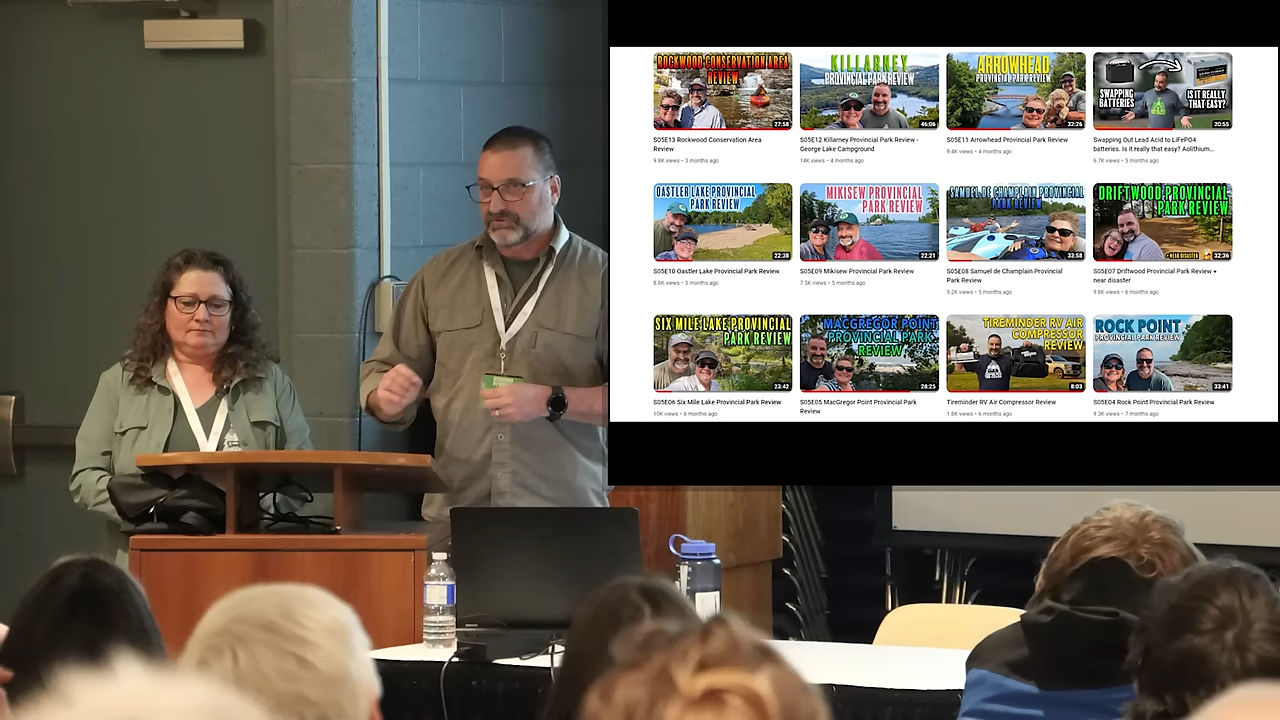 ROCKWOOD CONSERVATION AREA
REVIEW
27:58
KILLARNEY
PROVINCIAL PARK REVIEW
46:06
ARROWHEAD
PROVINCIAL PARK REVIEW
32:26
SWAPPING
BATTERIES
IS IT REALLY
THAT EASY?
20:55
S05E13 Rockwood Conservation Area
Review
9.8K views • 3 months ago
S05E12 Killarney Provincial Park Review -
George Lake Campground
14K views • 4 months ago
S05E11 Arrowhead Provincial Park Review
9.4K views • 4 months ago
Swapping Out Lead Acid to LiFePO4
batteries. Is it really that easy? Aolithium...
6.7K views • 5 months ago
OASTLER LAKE PROVINCIAL
PARK REVIEW
22:38
MIKISEW PROVINCIAL
PARK REVIEW
22:21
SAMUEL DE CHAMPLAIN PROVINCIAL
PARK REVIEW
33:58
DRIFTWOOD PROVINCIAL
PARK REVIEW
+ NEAR DISASTER
32:36
S05E10 Oastler Lake Provincial Park Review
8.8K views • 5 months ago
S05E09 Mikisew Provincial Park Review
7.5K views • 5 months ago
S05E08 Samuel de Champlain Provincial
Park Review
9.2K views • 5 months ago
S05E07 Driftwood Provincial Park Review +
near disaster
9.8K views • 6 months ago
SIX MILE LAKE PROVINCIAL
PARK REVIEW
23:42
MACGREGOR POINT
PROVINCIAL PARK
REVIEW
28:25
TIREMINDER RV AIR
COMPRESSOR
REVIEW
8:03
ROCK POINT
PROVINCIAL PARK REVIEW
33:41
S05E06 Six Mile Lake Provincial Park Review
10K views • 6 months ago
S05E05 MacGregor Point Provincial Park
Review
Tireminder RV Air Compressor Review
1.8K views • 6 months ago
S05E04 Rock Point Provincial Park Review
9.3K views • 7 months ago